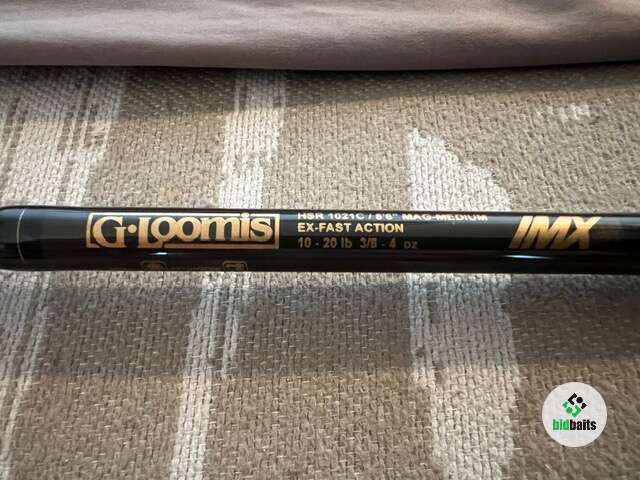 G·Loomis
HSR 1021C / 8'6" MAG-MEDIUM
EX-FAST ACTION
10 - 20 lb 3/8 - 4 oz
IMX
bidbaits